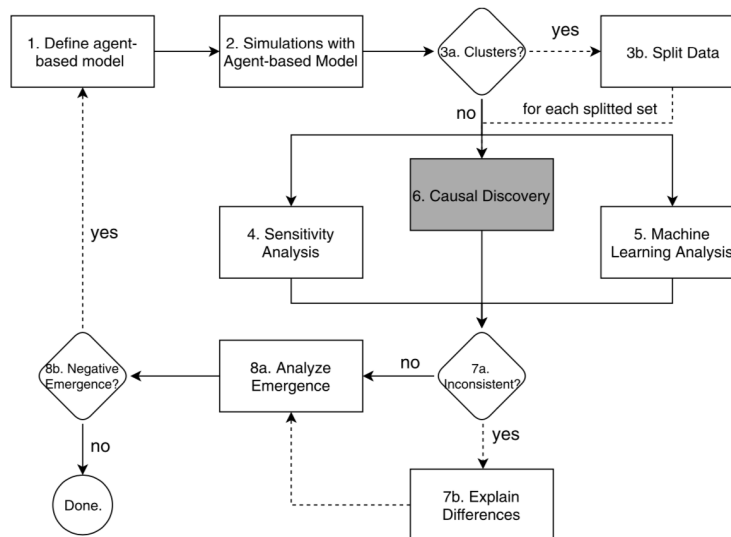 1. Define agent-
based model
2. Simulations with
Agent-based Model
3a. Clusters?
yes
3b. Split Data
no
for each splitted set
6. Causal Discovery
4. Sensitivity
Analysis
5. Machine
Learning Analysis
yes
8b. Negative
Emergence?
8a. Analyze
Emergence
no
7a.
Inconsistent?
no
yes
Done.
7b. Explain
Differences